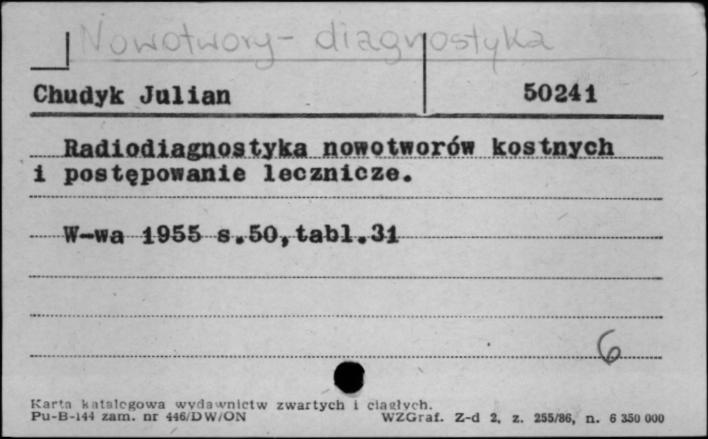 Nowotwory - diagnostyka
Chudyk Julian 50241
Radiodiagnostyka nowotworów kostnych
i postępowanie lecznicze.
W-wa 1955 s.50,tabl.31
6
Karta katalogowa wydawnictw zwartych i ciągłych.
Pu-B-144 zam. nr 446/DW/ON WZGraf. Z-d 2, z. 255/86, n. 6 350 000